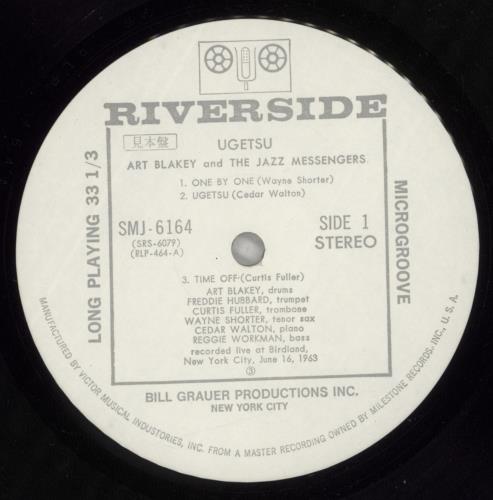 RIVERSIDE
見本盤
UGETSU
ART BLAKEY and THE JAZZ MESSENGERS
1. ONE BY ONE (Wayne Shorter)
2. UGETSU (Cedar Walton)
SMJ-6164
(SRS-6079)
(RLP-464-A)
SIDE 1
STEREO
3. TIME OFF (Curtis Fuller)
ART BLAKEY, drums
FREDDIE HUBBARD, trumpet
CURTIS FULLER, trombone
WAYNE SHORTER, tenor sax
CEDAR WALTON, piano
REGGIE WORKMAN, bass
recorded live at Birdland,
New York City, June 16, 1963
③
LONG PLAYING 33 1/3
MICROGROOVE
BILL GRAUER PRODUCTIONS INC.
NEW YORK CITY
MANUFACTURED BY VICTOR MUSICAL INDUSTORIES, INC. FROM A MASTER RECORDING OWNED BY MILESTONE RECORDS, INC., U. S. A.